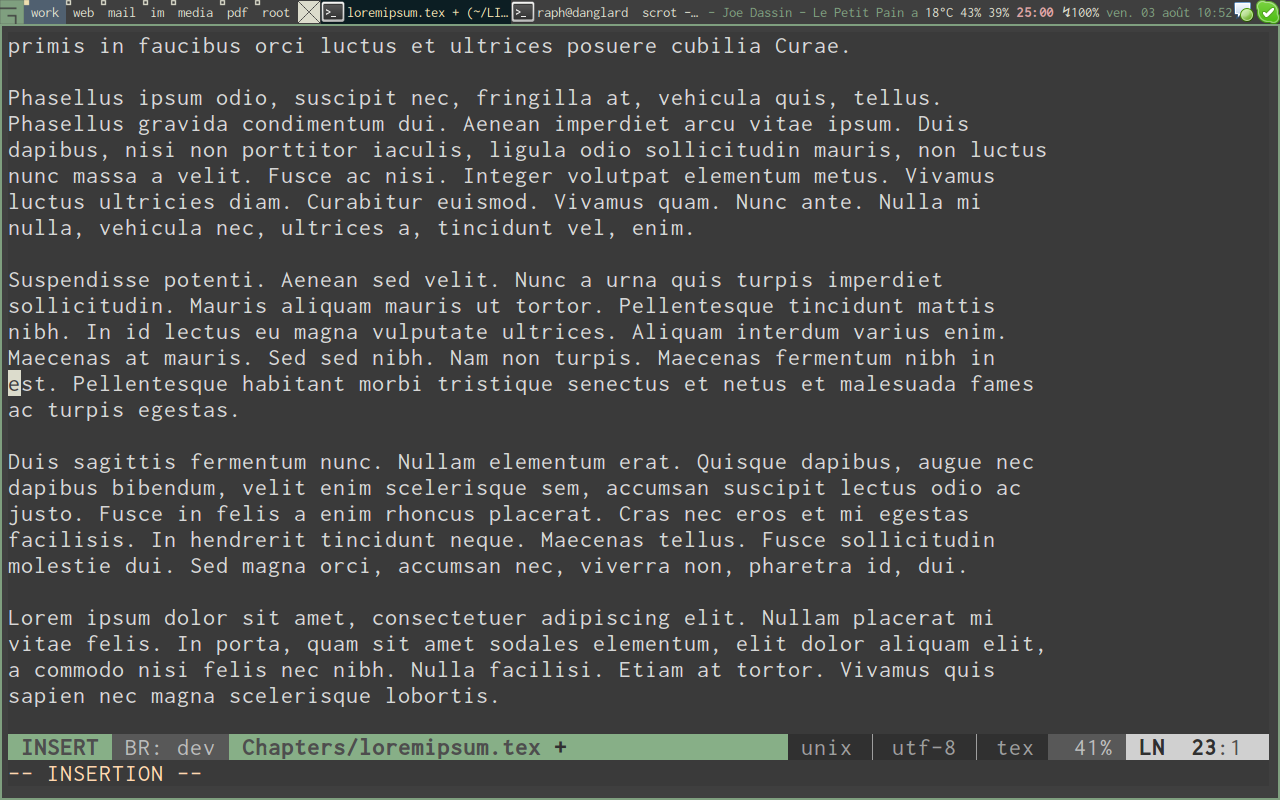 work web mail im media pdf root loremipsum.tex + (~/LI… raph@danglard scrot -… - Joe Dassin - Le Petit Pain a 18°C 43% 39% 25:00 ↯100% ven. 03 août 10:52
primis in faucibus orci luctus et ultrices posuere cubilia Curae.
Phasellus ipsum odio, suscipit nec, fringilla at, vehicula quis, tellus.
Phasellus gravida condimentum dui. Aenean imperdiet arcu vitae ipsum. Duis
dapibus, nisi non porttitor iaculis, ligula odio sollicitudin mauris, non luctus
nunc massa a velit. Fusce ac nisi. Integer volutpat elementum metus. Vivamus
luctus ultricies diam. Curabitur euismod. Vivamus quam. Nunc ante. Nulla mi
nulla, vehicula nec, ultrices a, tincidunt vel, enim.
Suspendisse potenti. Aenean sed velit. Nunc a urna quis turpis imperdiet
sollicitudin. Mauris aliquam mauris ut tortor. Pellentesque tincidunt mattis
nibh. In id lectus eu magna vulputate ultrices. Aliquam interdum varius enim.
Maecenas at mauris. Sed sed nibh. Nam non turpis. Maecenas fermentum nibh in
est. Pellentesque habitant morbi tristique senectus et netus et malesuada fames
ac turpis egestas.
Duis sagittis fermentum nunc. Nullam elementum erat. Quisque dapibus, augue nec
dapibus bibendum, velit enim scelerisque sem, accumsan suscipit lectus odio ac
justo. Fusce in felis a enim rhoncus placerat. Cras nec eros et mi egestas
facilisis. In hendrerit tincidunt neque. Maecenas tellus. Fusce sollicitudin
molestie dui. Sed magna orci, accumsan nec, viverra non, pharetra id, dui.
Lorem ipsum dolor sit amet, consectetuer adipiscing elit. Nullam placerat mi
vitae felis. In porta, quam sit amet sodales elementum, elit dolor aliquam elit,
a commodo nisi felis nec nibh. Nulla facilisi. Etiam at tortor. Vivamus quis
sapien nec magna scelerisque lobortis.
INSERT BR: dev Chapters/loremipsum.tex + unix utf-8 tex 41% LN 23:1
-- INSERTION --